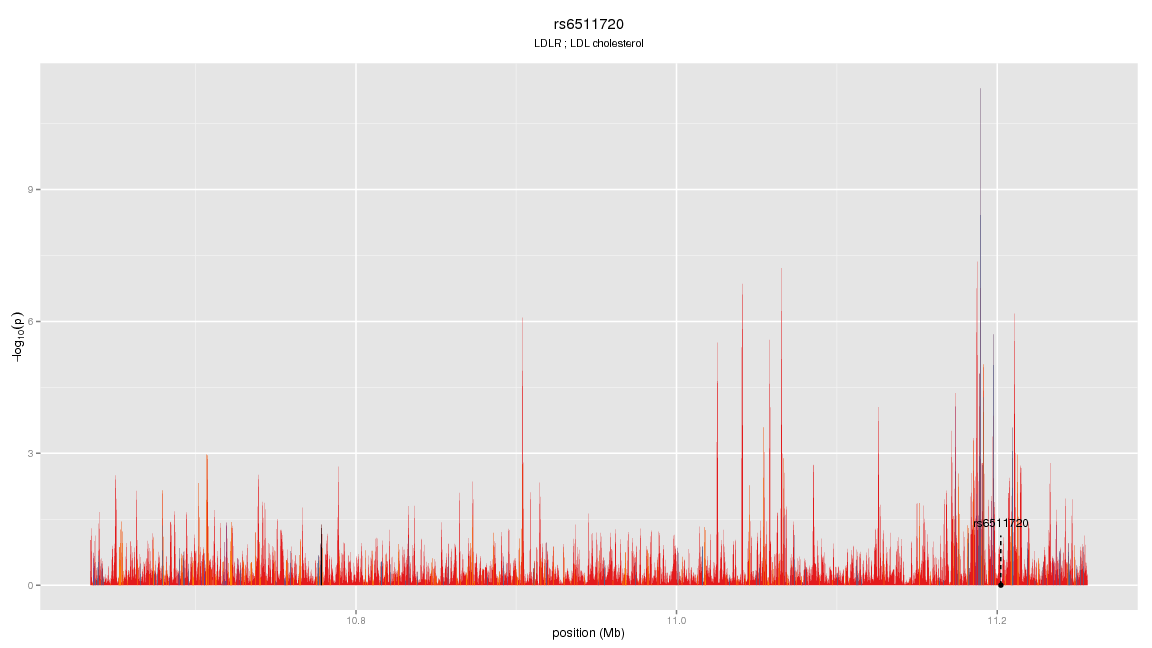 rs6511720
LDLR ; LDL cholesterol
−log10(p)
9
6
3
0
rs6511720
10.8
11.0
11.2
position (Mb)